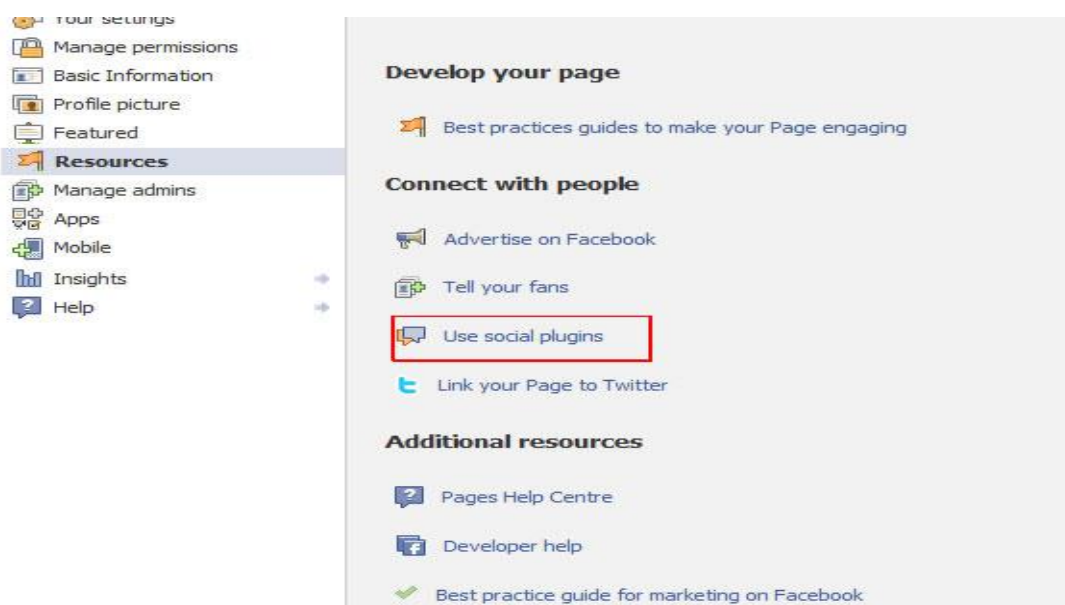 Your settings
Manage permissions
Basic Information
Profile picture
Featured
Resources
Manage admins
Apps
Mobile
Insights
Help
Develop your page
Best practices guides to make your Page engaging
Connect with people
Advertise on Facebook
Tell your fans
Use social plugins
Link your Page to Twitter
Additional resources
Pages Help Centre
Developer help
Best practice guide for marketing on Facebook